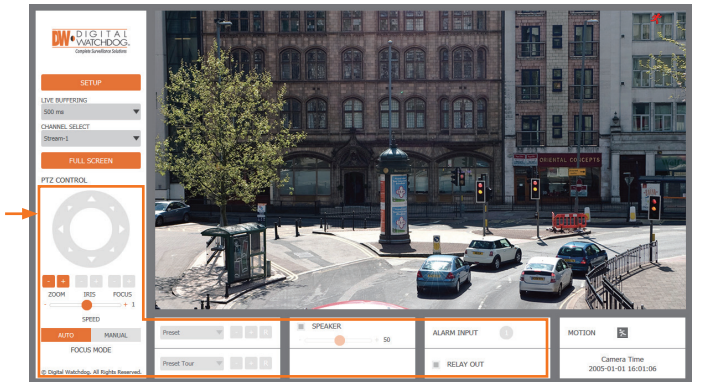 DW DIGITAL
WATCHDOG®
Complete Surveillance Solutions
SETUP
LIVE BUFFERING
500 ms
CHANNEL SELECT
Stream-1
FULL SCREEN
PTZ CONTROL
- + - + - +
ZOOM IRIS FOCUS
- + 1
SPEED
AUTO MANUAL
FOCUS MODE
© Digital Watchdog. All Rights Reserved.
ORIENTAL CONCEPTS
Preset
Preset Tour
SPEAKER
- + 50
ALARM INPUT 1
RELAY OUT
MOTION
Camera Time
2005-01-01 16:01:06